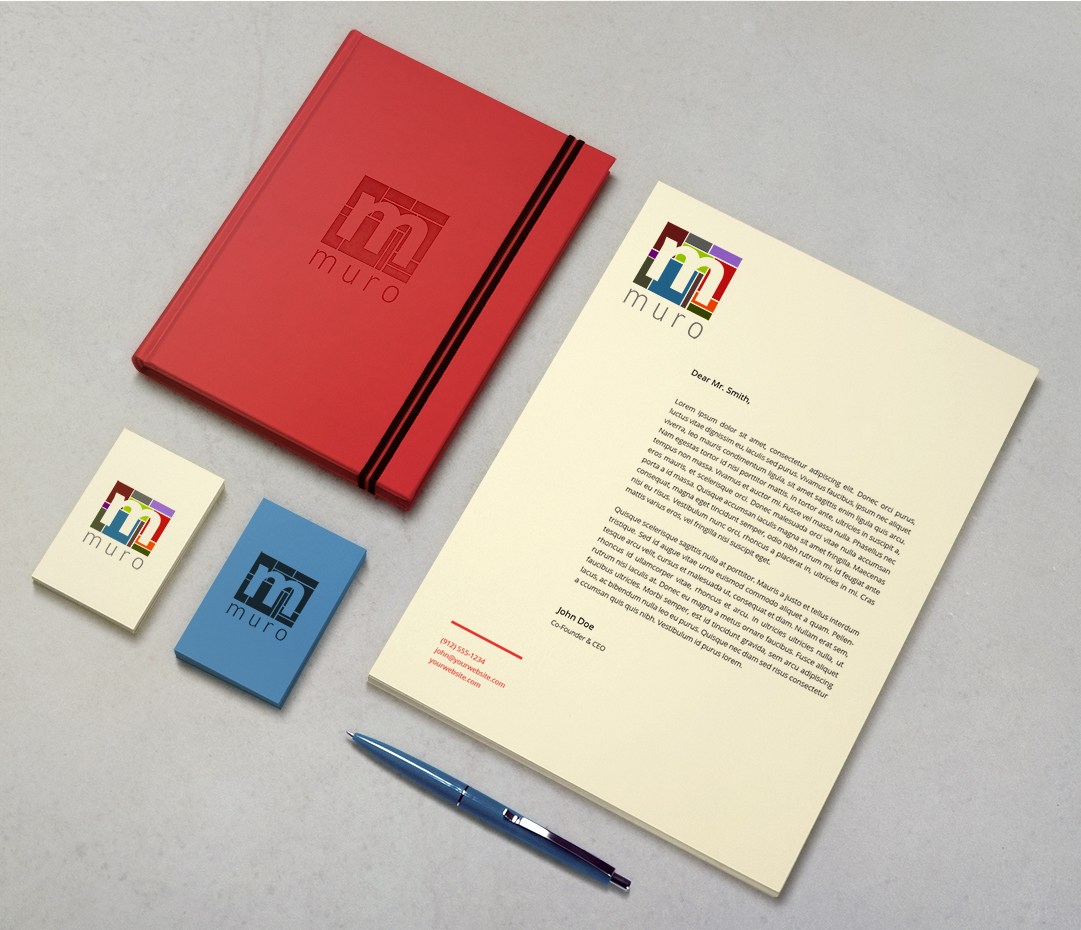 m
muro
m
muro
Dear Mr. Smith,
Lorem ipsum dolor sit amet, consectetur adipiscing elit. Donec orci purus,
luctus vitae dignissim eu, iaculis sed purus. Vivamus faucibus, ipsum nec aliquet
viverra, leo mauris condimentum ligula, sit amet sagittis enim ligula quis arcu.
Nam egestas tortor id nisi porttitor mattis. In tortor ante, ultricies in suscipit a,
tempus non massa. Vivamus et auctor mi. Fusce vel massa nulla. Phasellus nec
eros mauris, et scelerisque orci. Donec malesuada orci vitae nulla accumsan
porta a id massa. Quisque accumsan iaculis magna sit amet fringilla. Maecenas
consequat, magna eget tincidunt semper, odio nibh rutrum mi, id feugiat ante
nisi eu risus. Vestibulum nunc orci, rhoncus a placerat in, ultricies in mi. Cras
mattis varius eros, vel fringilla nisi suscipit eget.
Quisque scelerisque sagittis nulla at porttitor. Mauris a justo et tellus interdum
tristique. Sed id augue vitae urna euismod commodo aliquet a quam. Pellen-
tesque arcu velit, cursus et malesuada ut, consequat et diam. Nullam erat sem,
rhoncus id ullamcorper vitae, rhoncus et arcu. In ultricies ultricies nulla, ut
rutrum nisi iaculis at. Donec eu magna a metus ornare faucibus. Fusce aliquet
faucibus ultricies. Morbi semper, est id tincidunt gravida, sem arcu adipiscing
lacus, ac bibendum nulla leo eu purus. Quisque nec diam sed risus consectetur
a ccumsan quis quis nibh. Vestibulum id purus lorem.
John Doe
Co-Founder & CEO
(912) 555-1234
john@yourwebsite.com
yourwebsite.com
m
muro
m
muro